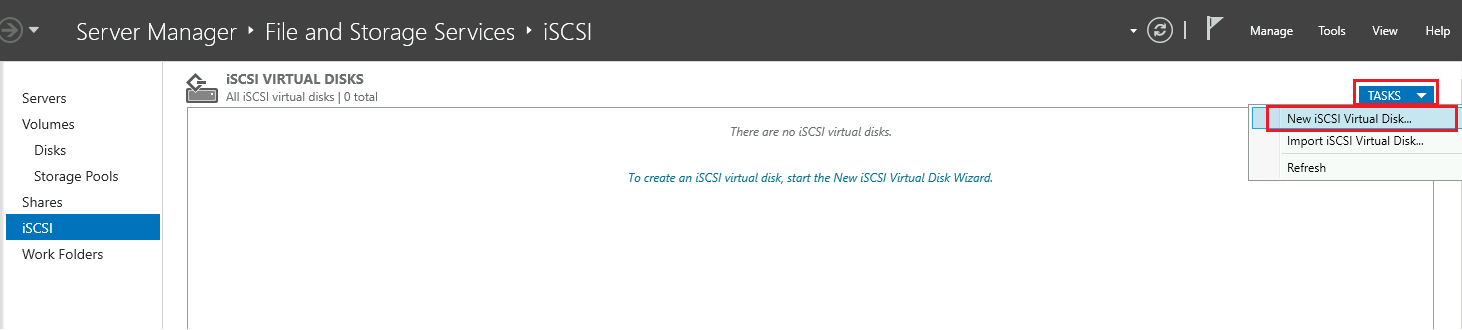 Server Manager ‣ File and Storage Services ‣ iSCSI
Manage Tools View Help
Servers
Volumes
Disks
Storage Pools
Shares
iSCSI
Work Folders
iSCSI VIRTUAL DISKS
All iSCSI virtual disks | 0 total
TASKS
New iSCSI Virtual Disk...
Import iSCSI Virtual Disk...
Refresh
There are no iSCSI virtual disks.
To create an iSCSI virtual disk, start the New iSCSI Virtual Disk Wizard.